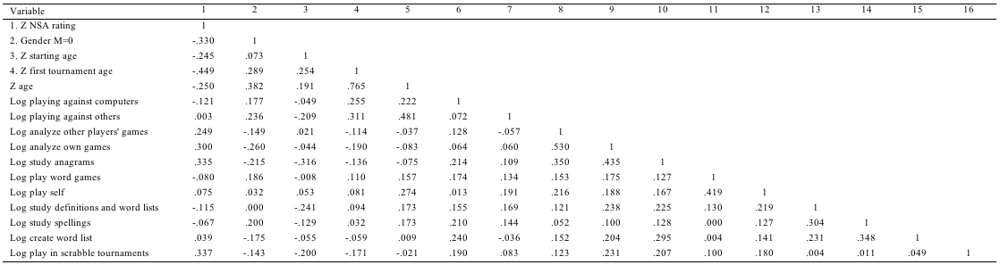 Variable 1 2 3 4 5 6 7 8 9 10 11 12 13 14 15 16
1. Z NSA rating 1
2. Gender M=0 -.330 1
3. Z starting age -.245 .073 1
4. Z first tournament age -.449 .289 .254 1
Z age -.250 .382 .191 .765 1
Log playing against computers -.121 .177 -.049 .255 .222 1
Log playing against others .003 .236 -.209 .311 .481 .072 1
Log analyze other players' games .249 -.149 .021 -.114 -.037 .128 -.057 1
Log analyze own games .300 -.260 -.044 -.190 -.083 .064 .060 .530 1
Log study anagrams .335 -.215 -.316 -.136 -.075 .214 .109 .350 .435 1
Log play word games -.080 .186 -.008 .110 .157 .174 .134 .153 .175 .127 1
Log play self .075 .032 .053 .081 .274 .013 .191 .216 .188 .167 .419 1
Log study definitions and word lists -.115 .000 -.241 .094 .173 .155 .169 .121 .238 .225 .130 .219 1
Log study spellings -.067 .200 -.129 .032 .173 .210 .144 .052 .100 .128 .000 .127 .304 1
Log create word list .039 -.175 -.055 -.059 .009 .240 -.036 .152 .204 .295 .004 .141 .231 .348 1
Log play in scrabble tournaments .337 -.143 -.200 -.171 -.021 .190 .083 .123 .231 .207 .100 .180 .004 .011 .049 1